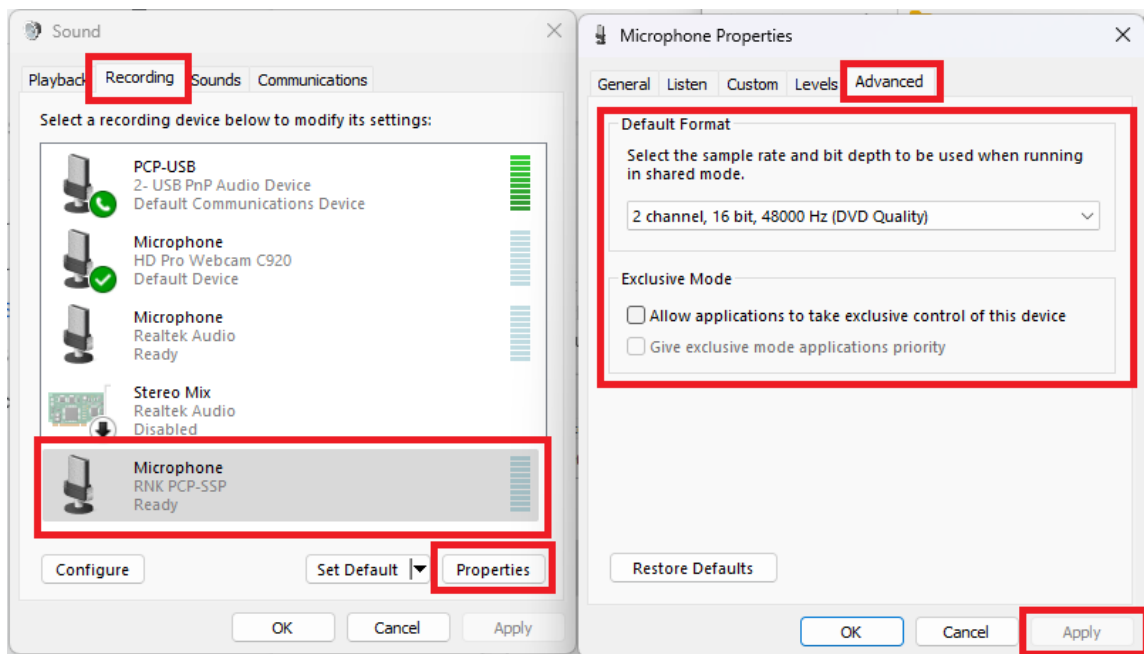 Sound
Playback Recording Sounds Communications
Select a recording device below to modify its settings:
PCP-USB
2- USB PnP Audio Device
Default Communications Device
Microphone
HD Pro Webcam C920
Default Device
Microphone
Realtek Audio
Ready
Stereo Mix
Realtek Audio
Disabled
Microphone
RNK PCP-SSP
Ready
Configure Set Default Properties
OK Cancel Apply
Microphone Properties
General Listen Custom Levels Advanced
Default Format
Select the sample rate and bit depth to be used when running
in shared mode.
2 channel, 16 bit, 48000 Hz (DVD Quality)
Exclusive Mode
Allow applications to take exclusive control of this device
Give exclusive mode applications priority
Restore Defaults
OK Cancel Apply